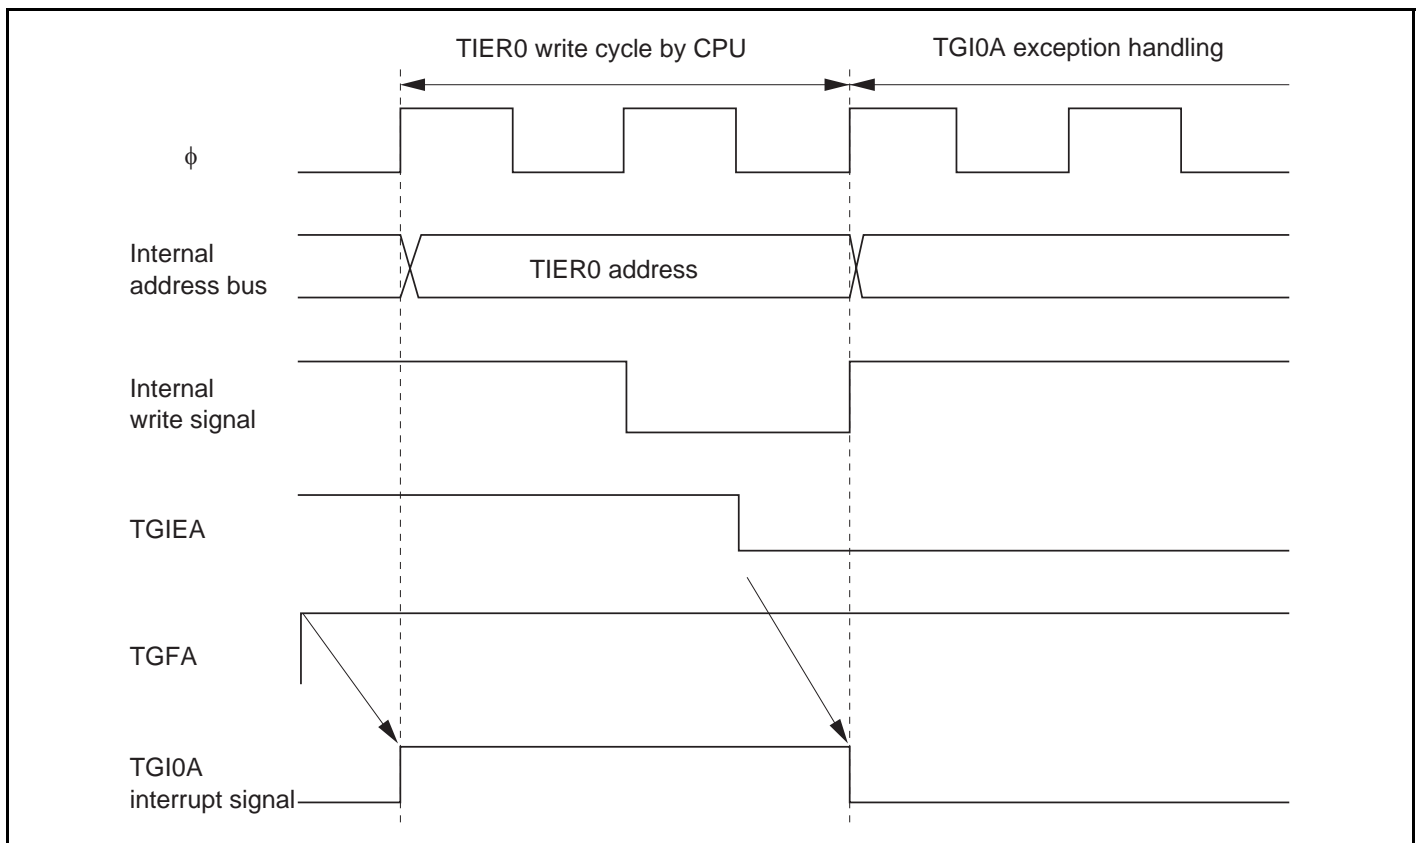 TIER0 write cycle by CPU
TGI0A exception handling
ϕ
Internal
address bus
TIER0 address
Internal
write signal
TGIEA
TGFA
TGI0A
interrupt signal